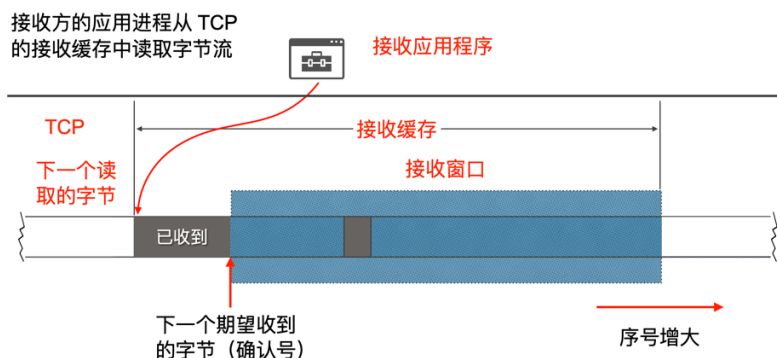 接收方的应用进程从 TCP
的接收缓存中读取字节流
接收应用程序
TCP
接收缓存
下一个读
取的字节
接收窗口
已收到
下一个期望收到
的字节（确认号）
序号增大